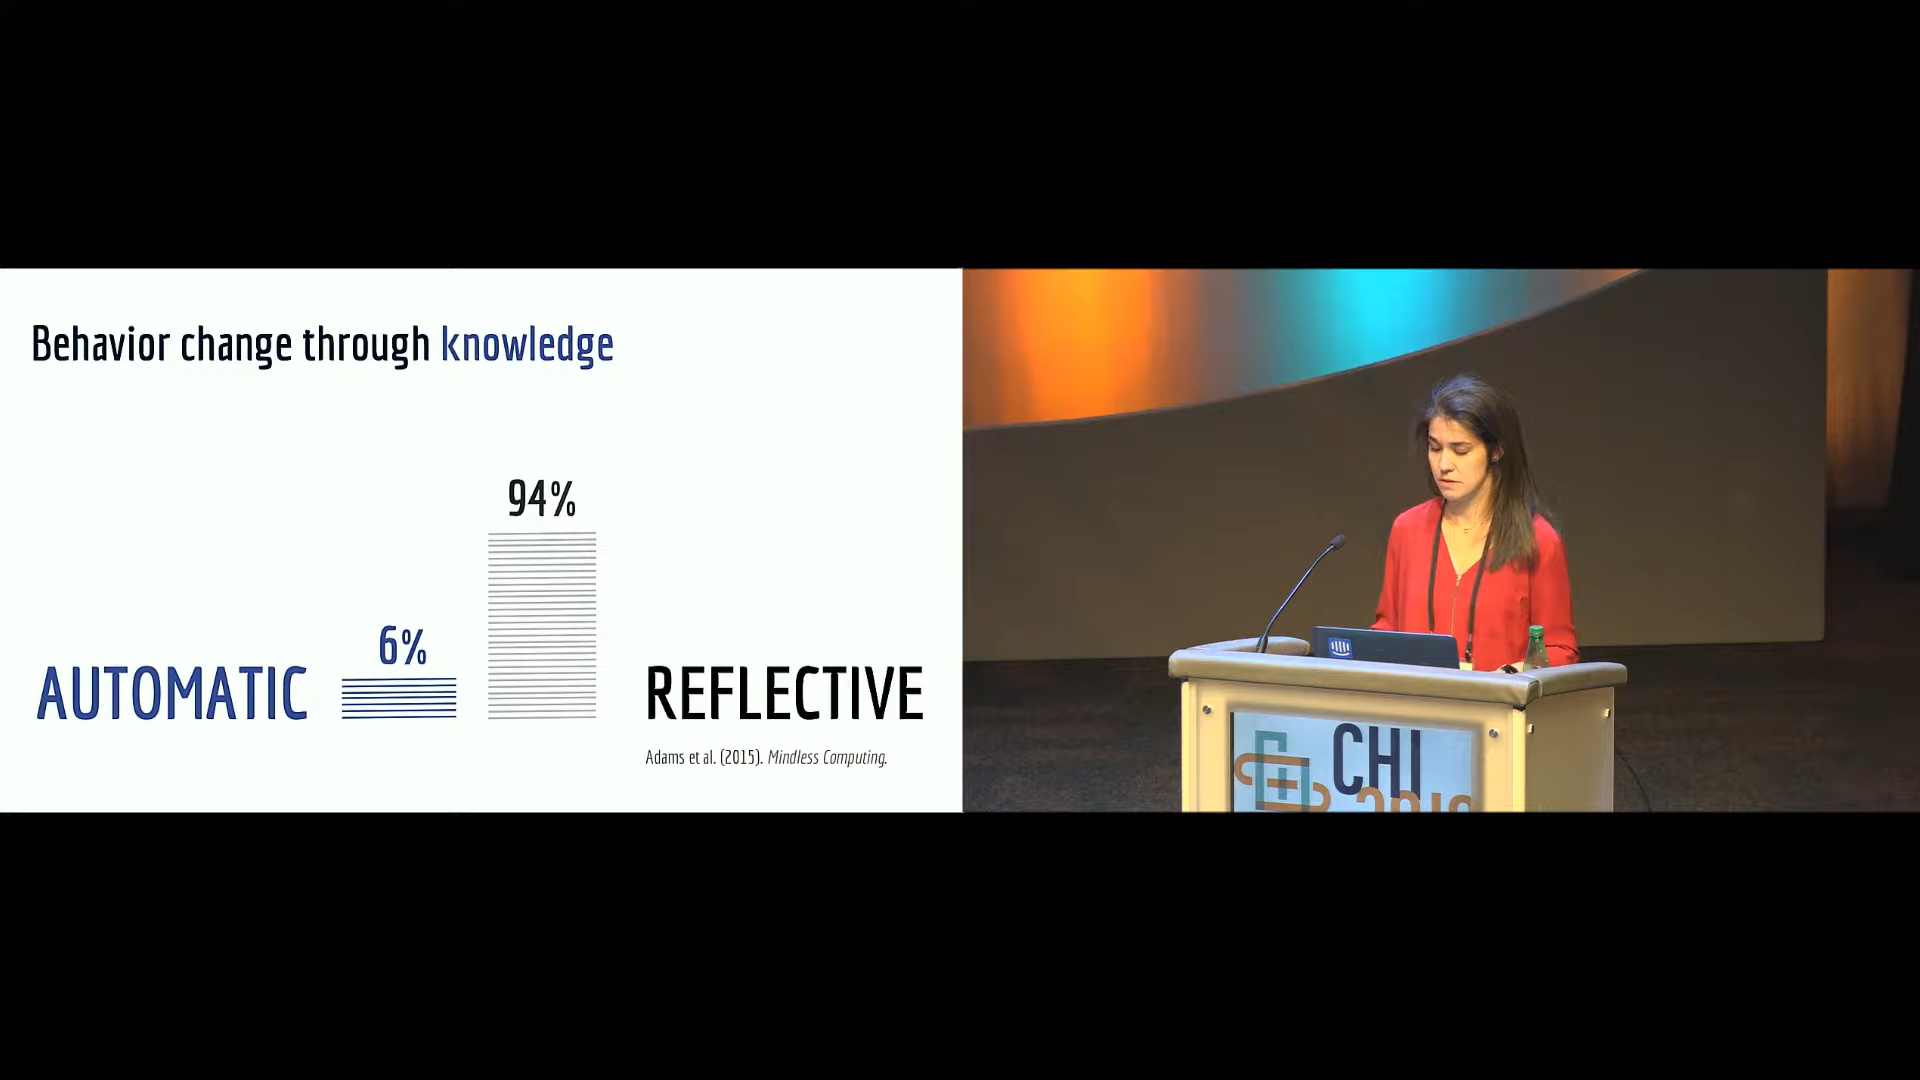 Behavior change through knowledge
94%
6%
AUTOMATIC
REFLECTIVE
Adams et al. (2015). Mindless Computing.
CHI